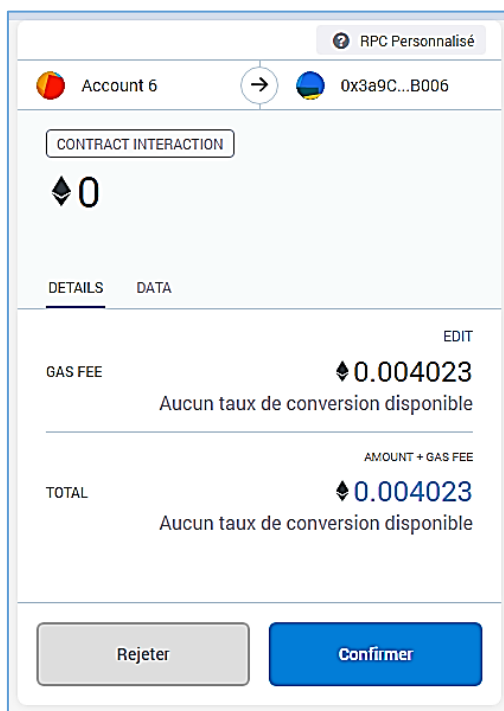 RPC Personnalisé
Account 6
0x3a9C...B006
CONTRACT INTERACTION
0
DETAILS
DATA
EDIT
GAS FEE
0.004023
Aucun taux de conversion disponible
AMOUNT + GAS FEE
TOTAL
0.004023
Aucun taux de conversion disponible
Rejeter
Confirmer